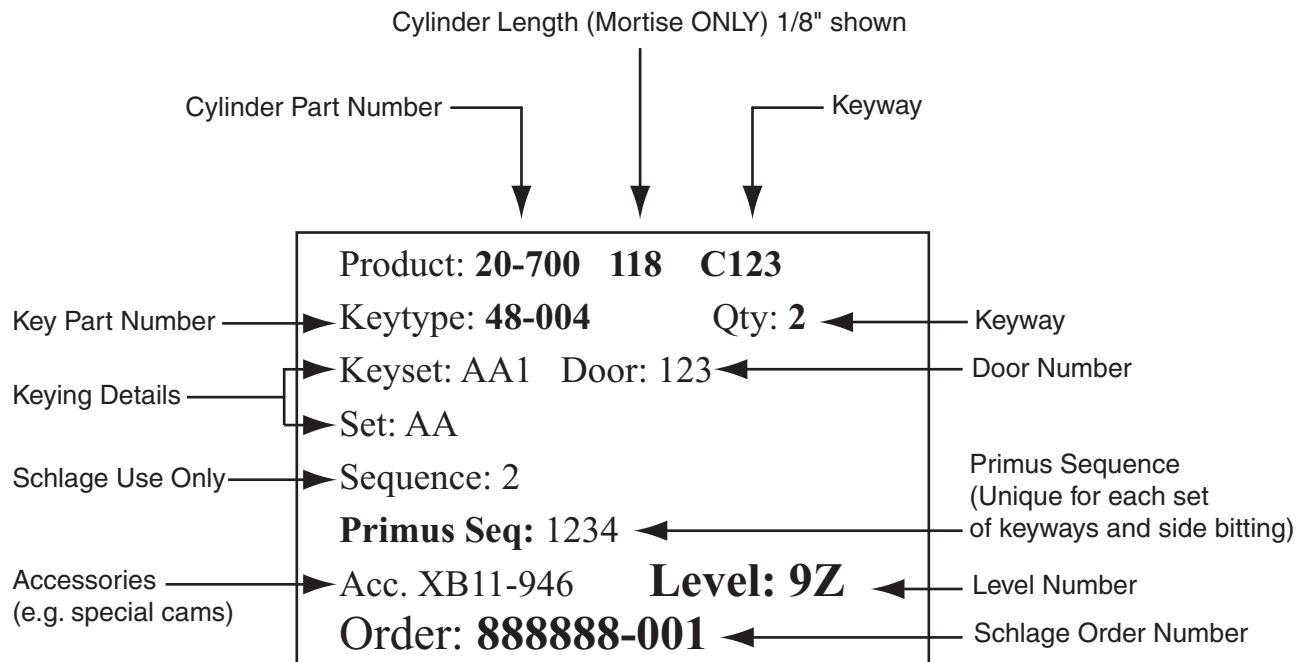 Cylinder Length (Mortise ONLY) 1/8" shown
Cylinder Part Number
Keyway
Product: 20-700 118 C123
Key Part Number
Keytype: 48-004 Qty: 2
Keyway
Keying Details
Keyset: AA1 Door: 123
Door Number
Set: AA
Schlage Use Only
Sequence: 2
Primus Sequence
(Unique for each set
of keyways and side bitting)
Primus Seq: 1234
Accessories
(e.g. special cams)
Acc. XB11-946 Level: 9Z
Level Number
Order: 888888-001
Schlage Order Number